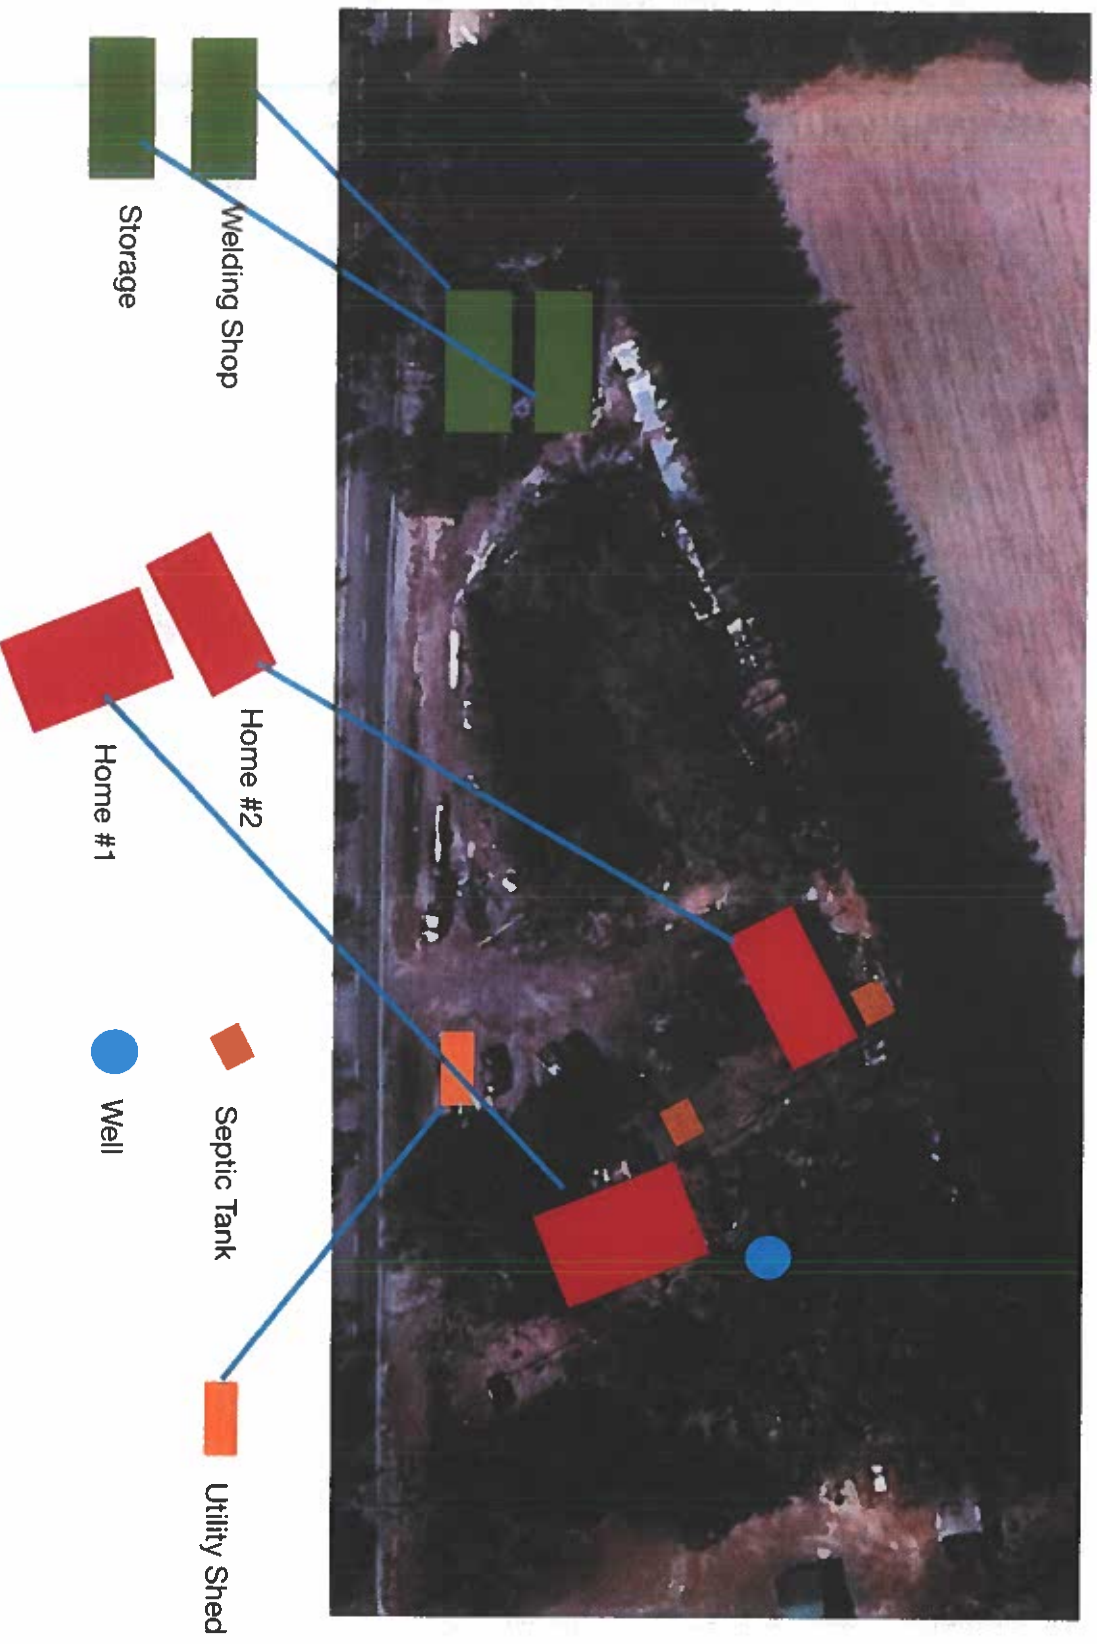 Welding Shop
Storage
Home #2
Home #1
Septic Tank
Well
Utility Shed